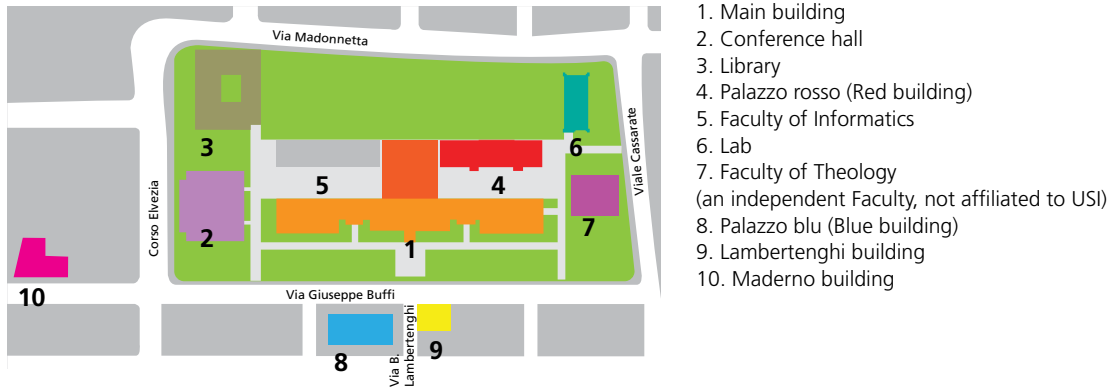 Via Madonnetta
1. Main building
2. Conference hall
3. Library
4. Palazzo rosso (Red building)
5. Faculty of Informatics
6. Lab
7. Faculty of Theology
(an independent Faculty, not affiliated to USI)
8. Palazzo blu (Blue building)
9. Lambertenghi building
10. Maderno building
3
6
Viale Cassarate
5
4
Corso Elvezia
2
1
7
10
Via Giuseppe Buffi
8
Via B.
Lambertenghi
9